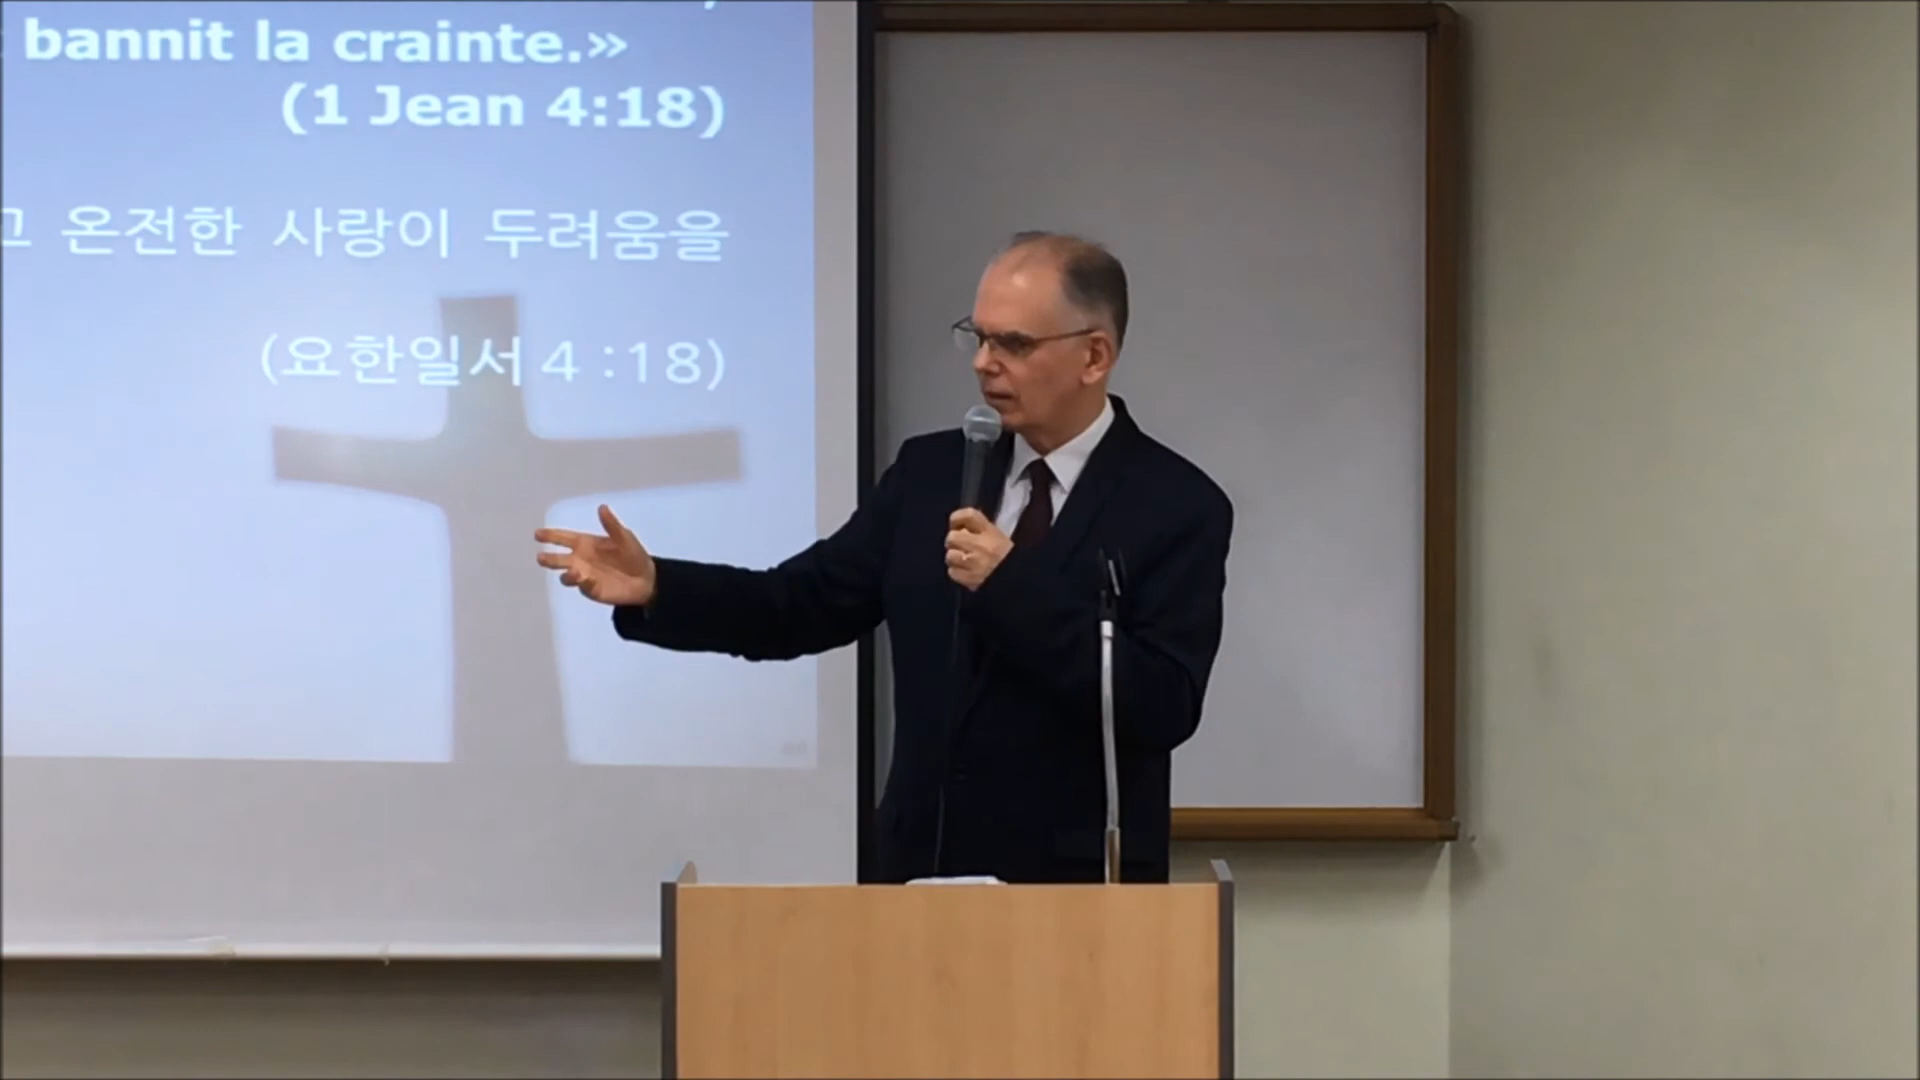 bannit la crainte.»
(1 Jean 4:18)
온전한 사랑이 두려움을
(요한일서 4 :18)